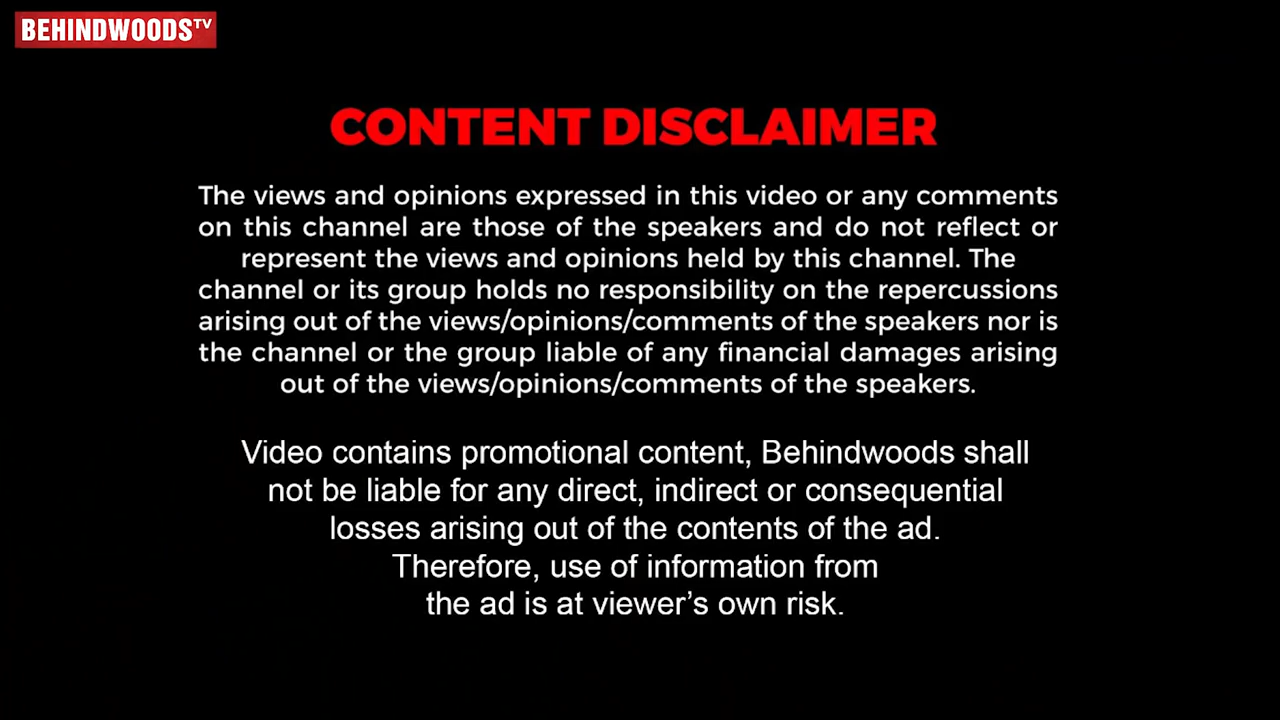 BEHINDWOODS TV
CONTENT DISCLAIMER
The views and opinions expressed in this video or any comments
on this channel are those of the speakers and do not reflect or
represent the views and opinions held by this channel. The
channel or its group holds no responsibility on the repercussions
arising out of the views/opinions/comments of the speakers nor is
the channel or the group liable of any financial damages arising
out of the views/opinions/comments of the speakers.
Video contains promotional content, Behindwoods shall
not be liable for any direct, indirect or consequential
losses arising out of the contents of the ad.
Therefore, use of information from
the ad is at viewer’s own risk.